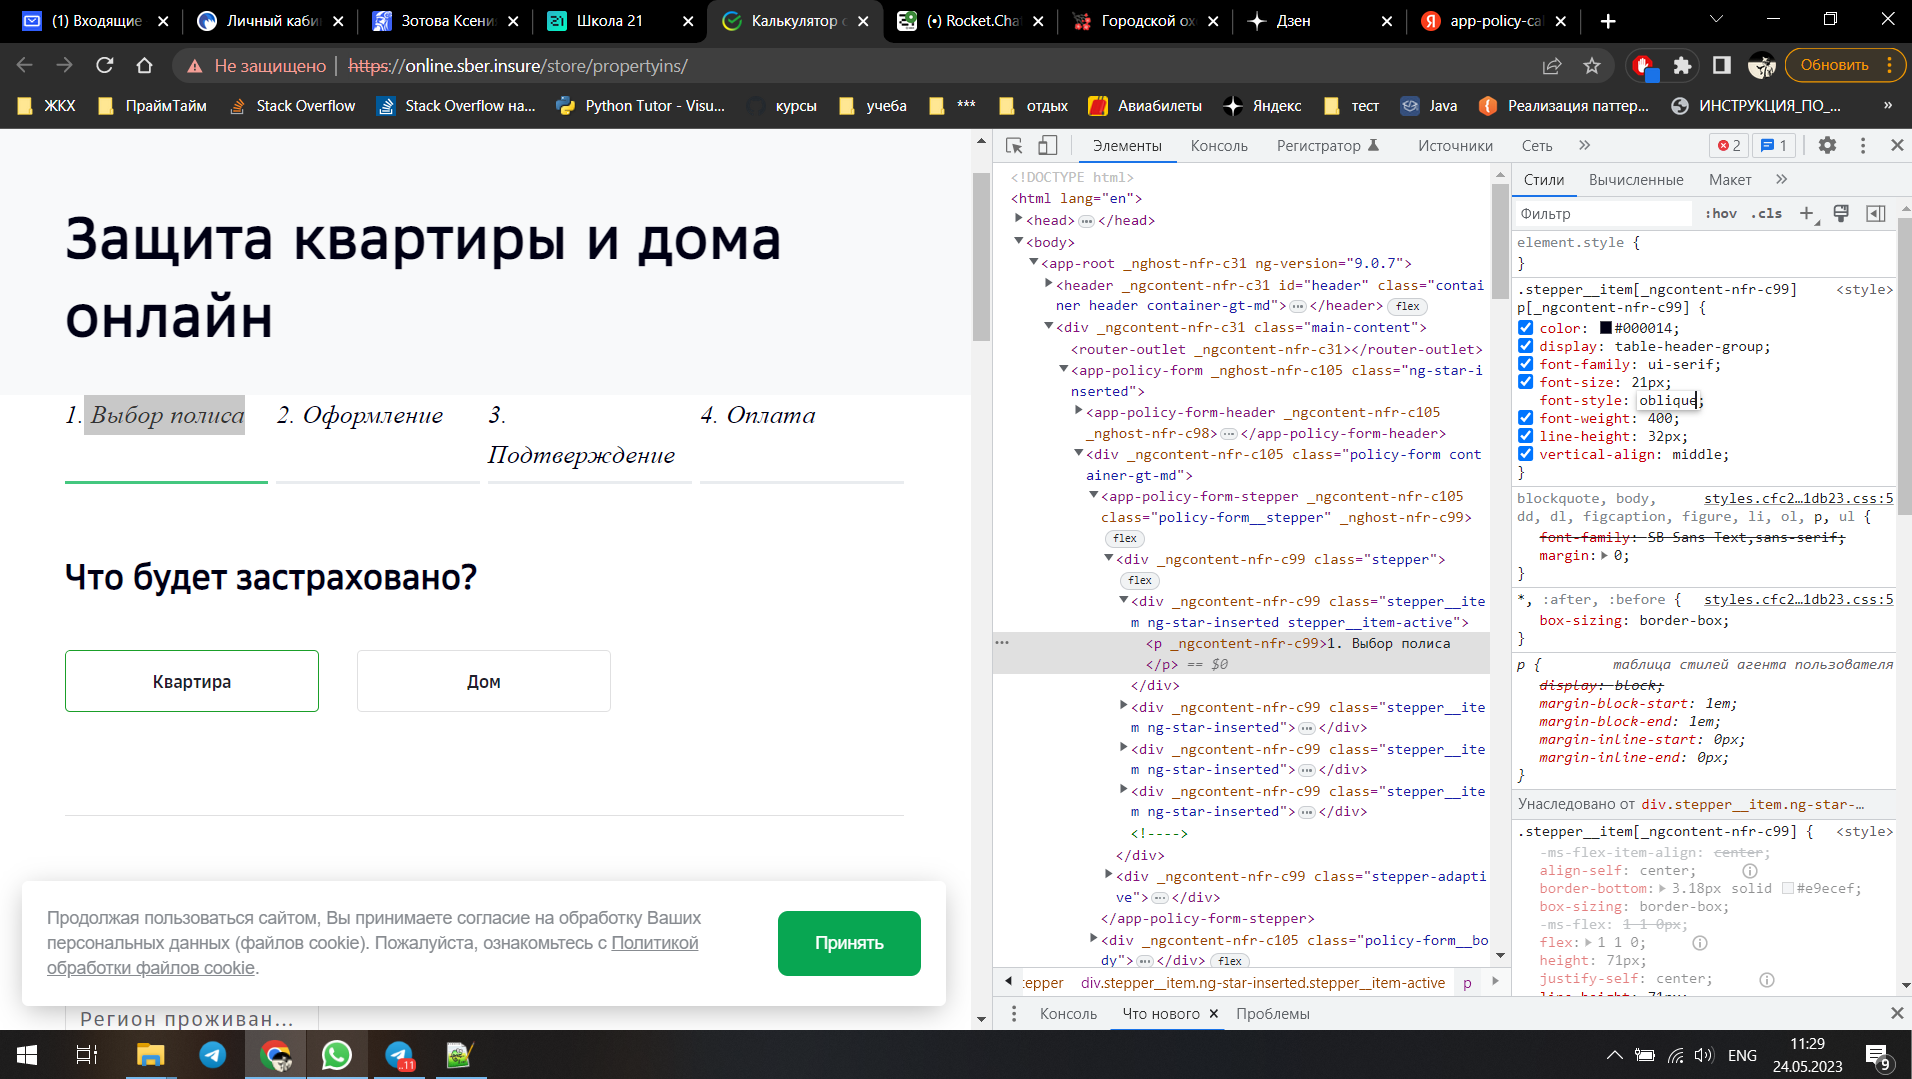 (1) Входящие
Личный каби
Зотова Ксени
Школа 21
Калькулятор с
(•) Rocket.Cha
Городской ох
Дзен
app-policy-cal
Не защищено
https://online.sber.insure/store/propertyins/
Обновить
ЖКХ
ПраймТайм
Stack Overflow
Stack Overflow на...
Python Tutor - Visu...
курсы
учеба
***
отдых
Авиабилеты
Яндекс
тест
Java
Реализация паттер...
ИНСТРУКЦИЯ_ПО_...
»
Защита квартиры и дома
онлайн
1. Выбор полиса
2. Оформление
3.
Подтверждение
4. Оплата
Что будет застраховано?
Квартира
Дом
Продолжая пользоваться сайтом, Вы принимаете согласие на обработку Ваших
персональных данных (файлов cookie). Пожалуйста, ознакомьтесь с Политикой
обработки файлов cookie.
Принять
Регион проживан...
Элементы
Консоль
Регистратор
Источники
Сеть
»
2
1
<!DOCTYPE html>
<html lang="en">
<head>…</head>
<body>
<app-root _nghost-nfr-c31 ng-version="9.0.7">
<header _ngcontent-nfr-c31 id="header" class="contai
ner header container-gt-md">…</header> flex
<div _ngcontent-nfr-c31 class="main-content">
<router-outlet _ngcontent-nfr-c31></router-outlet>
<app-policy-form _nghost-nfr-c105 class="ng-star-i
nserted">
<app-policy-form-header _ngcontent-nfr-c105
_nghost-nfr-c98>…</app-policy-form-header>
<div _ngcontent-nfr-c105 class="policy-form cont
ainer-gt-md">
<app-policy-form-stepper _ngcontent-nfr-c105
class="policy-form__stepper" _nghost-nfr-c99>
flex
<div _ngcontent-nfr-c99 class="stepper">
flex
<div _ngcontent-nfr-c99 class="stepper__ite
m ng-star-inserted stepper__item-active">
<p _ngcontent-nfr-c99>1. Выбор полиса
</p> == $0
</div>
<div _ngcontent-nfr-c99 class="stepper__ite
m ng-star-inserted">…</div>
<div _ngcontent-nfr-c99 class="stepper__ite
m ng-star-inserted">…</div>
<div _ngcontent-nfr-c99 class="stepper__ite
m ng-star-inserted">…</div>
<!---->
</div>
<div _ngcontent-nfr-c99 class="stepper-adapti
ve">…</div>
</app-policy-form-stepper>
<div _ngcontent-nfr-c105 class="policy-form__bo
dy">…</div> flex
:tepper
div.stepper__item.ng-star-inserted.stepper__item-active
p
Стили
Вычисленные
Макет
»
Фильтр
:hov
.cls
element.style {
}
.stepper__item[_ngcontent-nfr-c99] <style>
p[_ngcontent-nfr-c99] {
color: #000014;
display: table-header-group;
font-family: ui-serif;
font-size: 21px;
font-style: oblique;
font-weight: 400;
line-height: 32px;
vertical-align: middle;
}
blockquote, body, styles.cfc2…1db23.css:5
dd, dl, figcaption, figure, li, ol, p, ul {
font-family: SB Sans Text,sans-serif;
margin: 0;
}
*, :after, :before { styles.cfc2…1db23.css:5
box-sizing: border-box;
}
p { таблица стилей агента пользователя
display: block;
margin-block-start: 1em;
margin-block-end: 1em;
margin-inline-start: 0px;
margin-inline-end: 0px;
}
Унаследовано от div.stepper__item.ng-star-…
.stepper__item[_ngcontent-nfr-c99] { <style>
-ms-flex-item-align: center;
align-self: center;
border-bottom: 3.18px solid #e9ecef;
box-sizing: border-box;
-ms-flex: 1 1 0px;
flex: 1 1 0;
height: 71px;
justify-self: center;
line-height: 71px;
Консоль
Что нового
Проблемы
11
ENG
11:29
24.05.2023
9